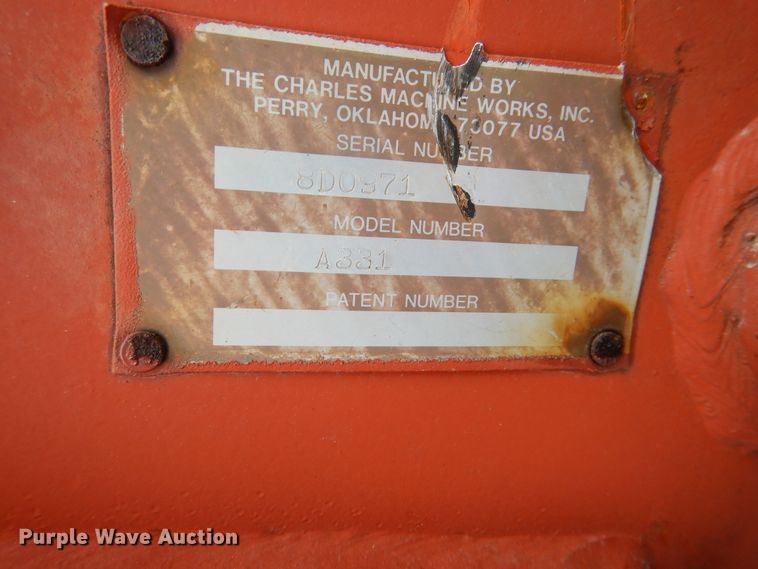 MANUFACTURED BY
THE CHARLES MACHINE WORKS, INC.
PERRY, OKLAHOMA 73077 USA
SERIAL NUMBER
8D0971
MODEL NUMBER
A331
PATENT NUMBER
Purple Wave Auction